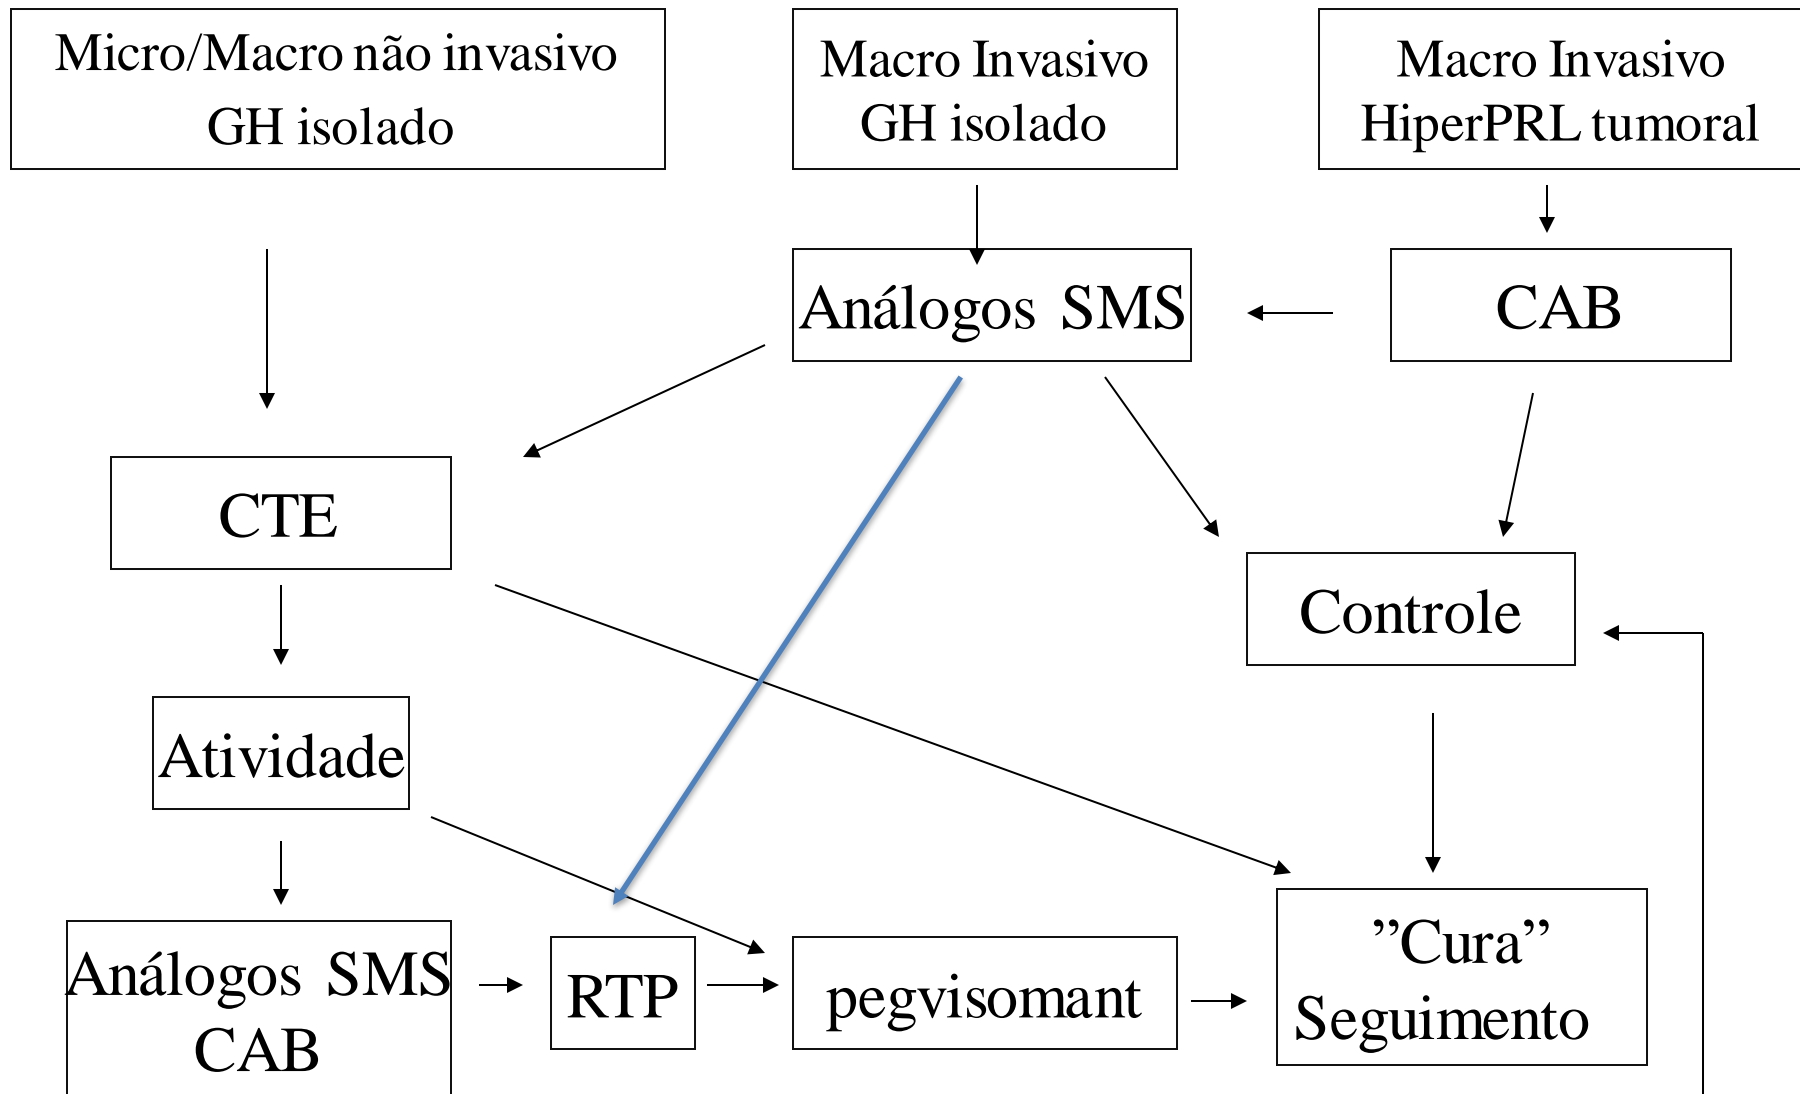 Micro/Macro não invasivo
GH isolado
Macro Invasivo
GH isolado
Macro Invasivo
HiperPRL tumoral
Análogos SMS
CAB
CTE
Controle
Atividade
Análogos SMS
CAB
RTP
pegvisomant
”Cura”
Seguimento